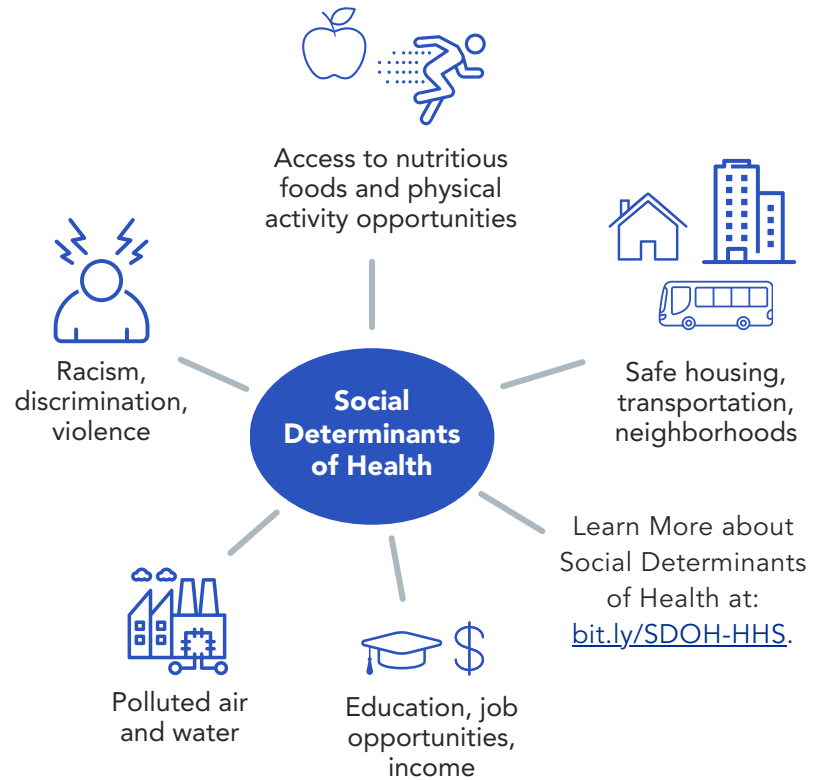 Access to nutritious
foods and physical
activity opportunities
Racism,
discrimination,
violence
Social
Determinants
of Health
Safe housing,
transportation,
neighborhoods
Learn More about
Social Determinants
of Health at:
bit.ly/SDOH-HHS.
Polluted air
and water
Education, job
opportunities,
income
$